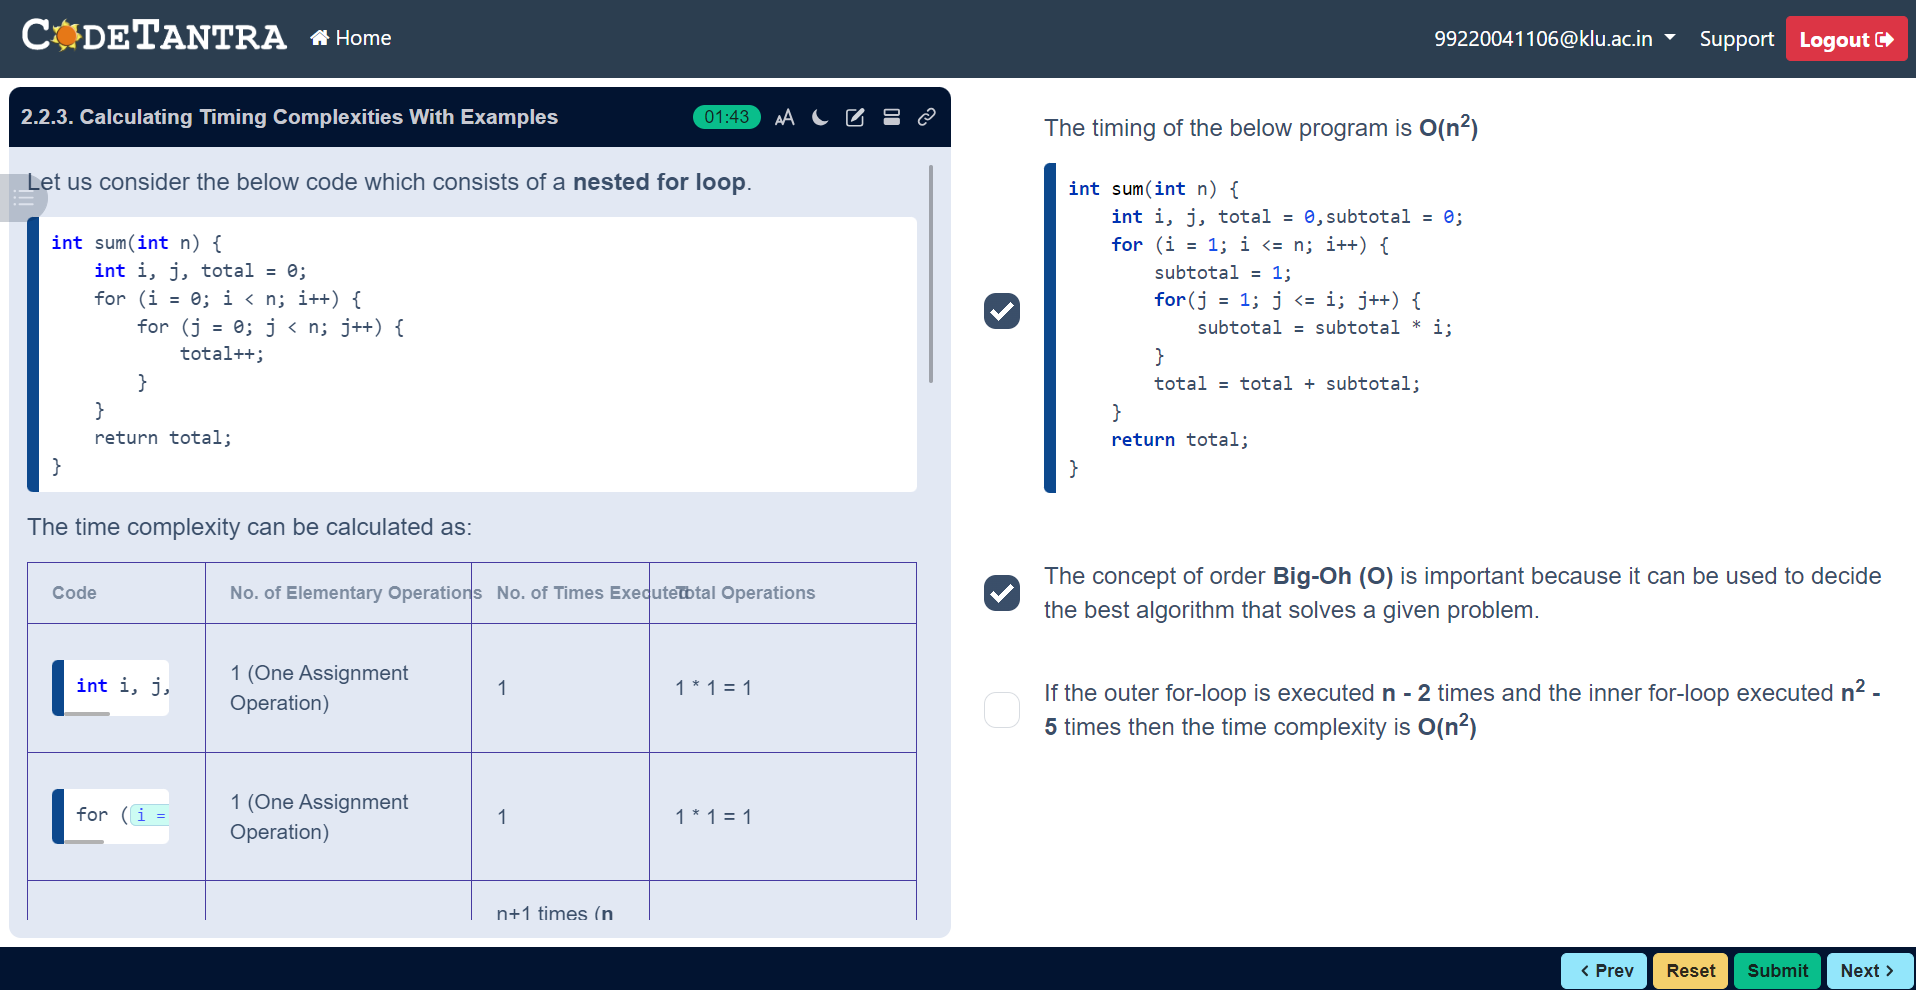 CODETANTRA Home 99220041106@klu.ac.in Support Logout
2.2.3. Calculating Timing Complexities With Examples 01:43 AA
Let us consider the below code which consists of a nested for loop.
int sum(int n) {
    int i, j, total = 0;
    for (i = 0; i < n; i++) {
        for (j = 0; j < n; j++) {
            total++;
        }
    }
    return total;
}
The time complexity can be calculated as:
Code No. of Elementary Operations No. of Times Executed Total Operations
int i, j, 1 (One Assignment Operation) 1 1 * 1 = 1
for (i = 1 (One Assignment Operation) 1 1 * 1 = 1
n+1 times (n
The timing of the below program is O(n²)
int sum(int n) {
    int i, j, total = 0,subtotal = 0;
    for (i = 1; i <= n; i++) {
        subtotal = 1;
        for(j = 1; j <= i; j++) {
            subtotal = subtotal * i;
        }
        total = total + subtotal;
    }
    return total;
}
The concept of order Big-Oh (O) is important because it can be used to decide
the best algorithm that solves a given problem.
If the outer for-loop is executed n - 2 times and the inner for-loop executed n² -
5 times then the time complexity is O(n²)
Prev Reset Submit Next